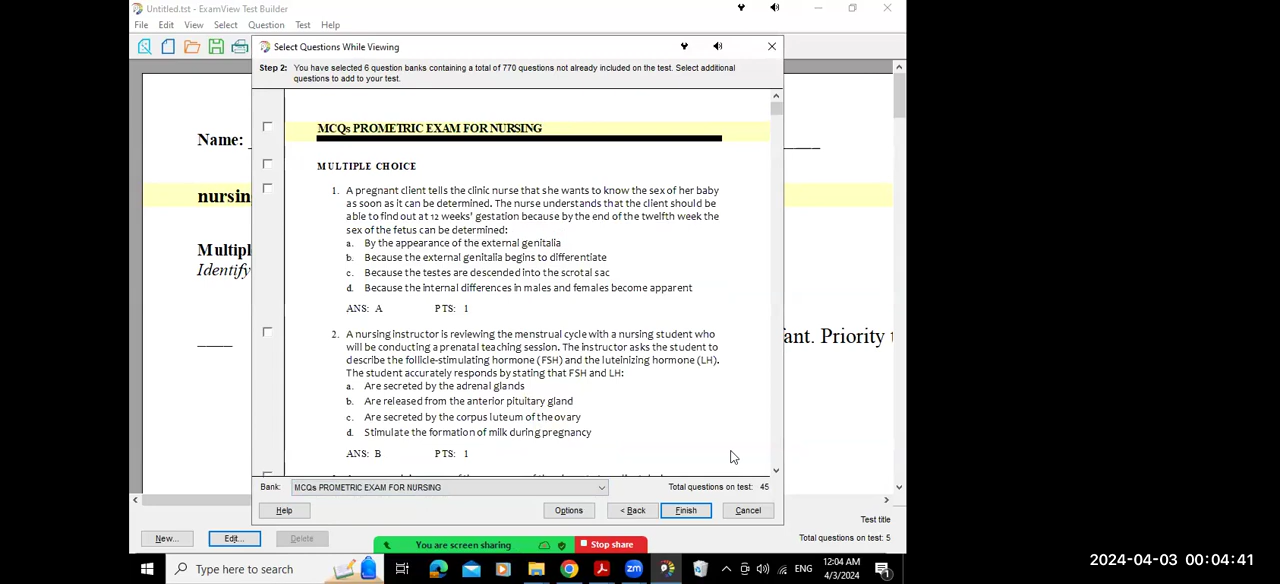 Untitled.tst - ExamView Test Builder
File Edit View Select Question Test Help
Select Questions While Viewing
Step 2: You have selected 6 question banks containing a total of 770 questions not already included on the test. Select additional
questions to add to your test.
Name:
nursin
Multipl
Identify
ant. Priority t
MCQs PROMETRIC EXAM FOR NURSING
MULTIPLE CHOICE
1. A pregnant client tells the clinic nurse that she wants to know the sex of her baby
as soon as it can be determined. The nurse understands that the client should be
able to find out at 12 weeks' gestation because by the end of the twelfth week the
sex of the fetus can be determined:
a. By the appearance of the external genitalia
b. Because the external genitalia begins to differentiate
c. Because the testes are descended into the scrotal sac
d. Because the internal differences in males and females become apparent
ANS: A PTS: 1
2. A nursing instructor is reviewing the menstrual cycle with a nursing student who
will be conducting a prenatal teaching session. The instructor asks the student to
describe the follicle-stimulating hormone (FSH) and the luteinizing hormone (LH).
The student accurately responds by stating that FSH and LH:
a. Are secreted by the adrenal glands
b. Are released from the anterior pituitary gland
c. Are secreted by the corpus luteum of the ovary
d. Stimulate the formation of milk during pregnancy
ANS: B PTS: 1
Bank: MCQs PROMETRIC EXAM FOR NURSING Total questions on test: 45
Help Options < Back Finish Cancel
Test title
New... Edit... Delete Total questions on test: 5
You are screen sharing Stop share
Type here to search
ENG
12:04 AM
4/3/2024
1
2024-04-03 00:04:41